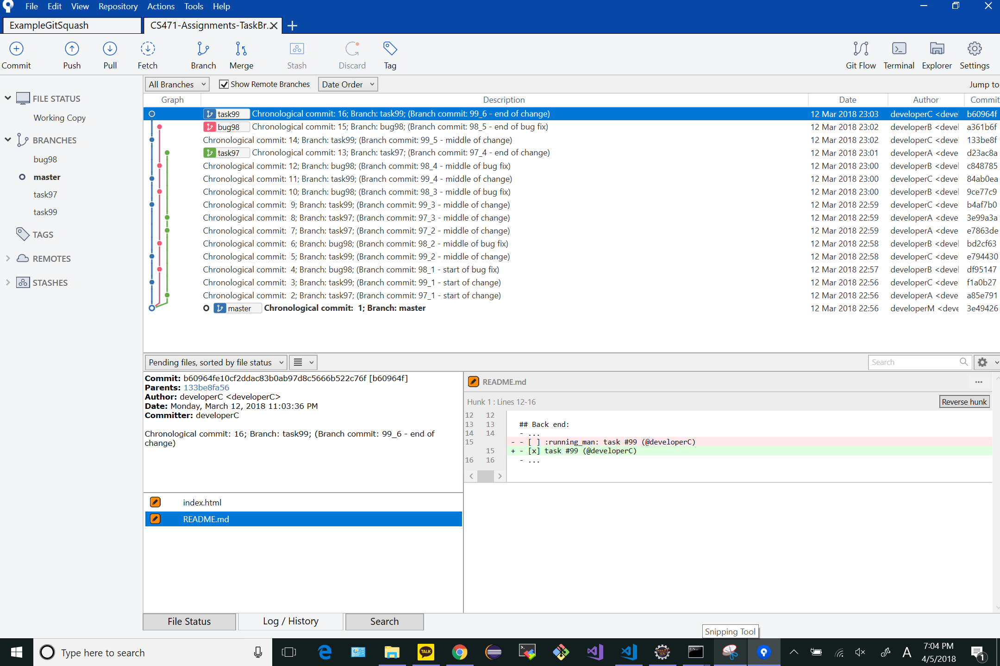 File Edit View Repository Actions Tools Help
ExampleGitSquash CS471-Assignments-TaskBr...
Commit Push Pull Fetch Branch Merge Stash Discard Tag Git Flow Terminal Explorer Settings
All Branches Show Remote Branches Date Order Jump to
Graph Description Date Author Commit
task99 Chronological commit: 16; Branch: task99; (Branch commit: 99_6 - end of change) 12 Mar 2018 23:03 developerC <devel b60964f
bug98 Chronological commit: 15; Branch: bug98; (Branch commit: 98_5 - end of bug fix) 12 Mar 2018 23:02 developerB <devel a361b6f
Chronological commit: 14; Branch: task99; (Branch commit: 99_5 - middle of change) 12 Mar 2018 23:02 developerC <devel 133be8f
task97 Chronological commit: 13; Branch: task97; (Branch commit: 97_4 - end of change) 12 Mar 2018 23:01 developerA <deve d23ac8a
Chronological commit: 12; Branch: bug98; (Branch commit: 98_4 - middle of bug fix) 12 Mar 2018 23:00 developerB <devel c848785
Chronological commit: 11; Branch: task99; (Branch commit: 99_4 - middle of change) 12 Mar 2018 23:00 developerC <devel 84ab0ea
Chronological commit: 10; Branch: bug98; (Branch commit: 98_3 - middle of bug fix) 12 Mar 2018 23:00 developerB <devel 9ce77c9
Chronological commit:  9; Branch: task99; (Branch commit: 99_3 - middle of change) 12 Mar 2018 22:59 developerC <devel b4af7b0
Chronological commit:  8; Branch: task97; (Branch commit: 97_3 - middle of change) 12 Mar 2018 22:59 developerA <deve 3e99a3a
Chronological commit:  7; Branch: task97; (Branch commit: 97_2 - middle of change) 12 Mar 2018 22:59 developerA <deve e7863de
Chronological commit:  6; Branch: bug98; (Branch commit: 98_2 - middle of bug fix) 12 Mar 2018 22:58 developerB <devel bd2cf63
Chronological commit:  5; Branch: task99; (Branch commit: 99_2 - middle of change) 12 Mar 2018 22:58 developerC <devel e794430
Chronological commit:  4; Branch: bug98; (Branch commit: 98_1 - start of bug fix) 12 Mar 2018 22:57 developerB <devel df95147
Chronological commit:  3; Branch: task99; (Branch commit: 99_1 - start of change) 12 Mar 2018 22:56 developerC <devel f1a0b27
Chronological commit:  2; Branch: task97; (Branch commit: 97_1 - start of change) 12 Mar 2018 22:56 developerA <deve a85e791
master Chronological commit:  1; Branch: master 12 Mar 2018 22:56 developerM <deve 3e49426
FILE STATUS
Working Copy
BRANCHES
bug98
master
task97
task99
TAGS
REMOTES
STASHES
Pending files, sorted by file status Search
Commit: b60964fe10cf2ddac83b0ab97d8c5666b522c76f [b60964f]
Parents: 133be8fa56
Author: developerC <developerC>
Date: Monday, March 12, 2018 11:03:36 PM
Committer: developerC
Chronological commit: 16; Branch: task99; (Branch commit: 99_6 - end of
change)
index.html
README.md
README.md ...
Hunk 1 : Lines 12-16 Reverse hunk
12 12
13 13 ## Back end:
14 14 - ...
15 - - [ ] :running_man: task #99 (@developerC)
15 + - [x] task #99 (@developerC)
16 16 - ...
File Status Log / History Search
Snipping Tool
Type here to search TALK Java EE IDE C:\ A 7:04 PM
4/5/2018 1